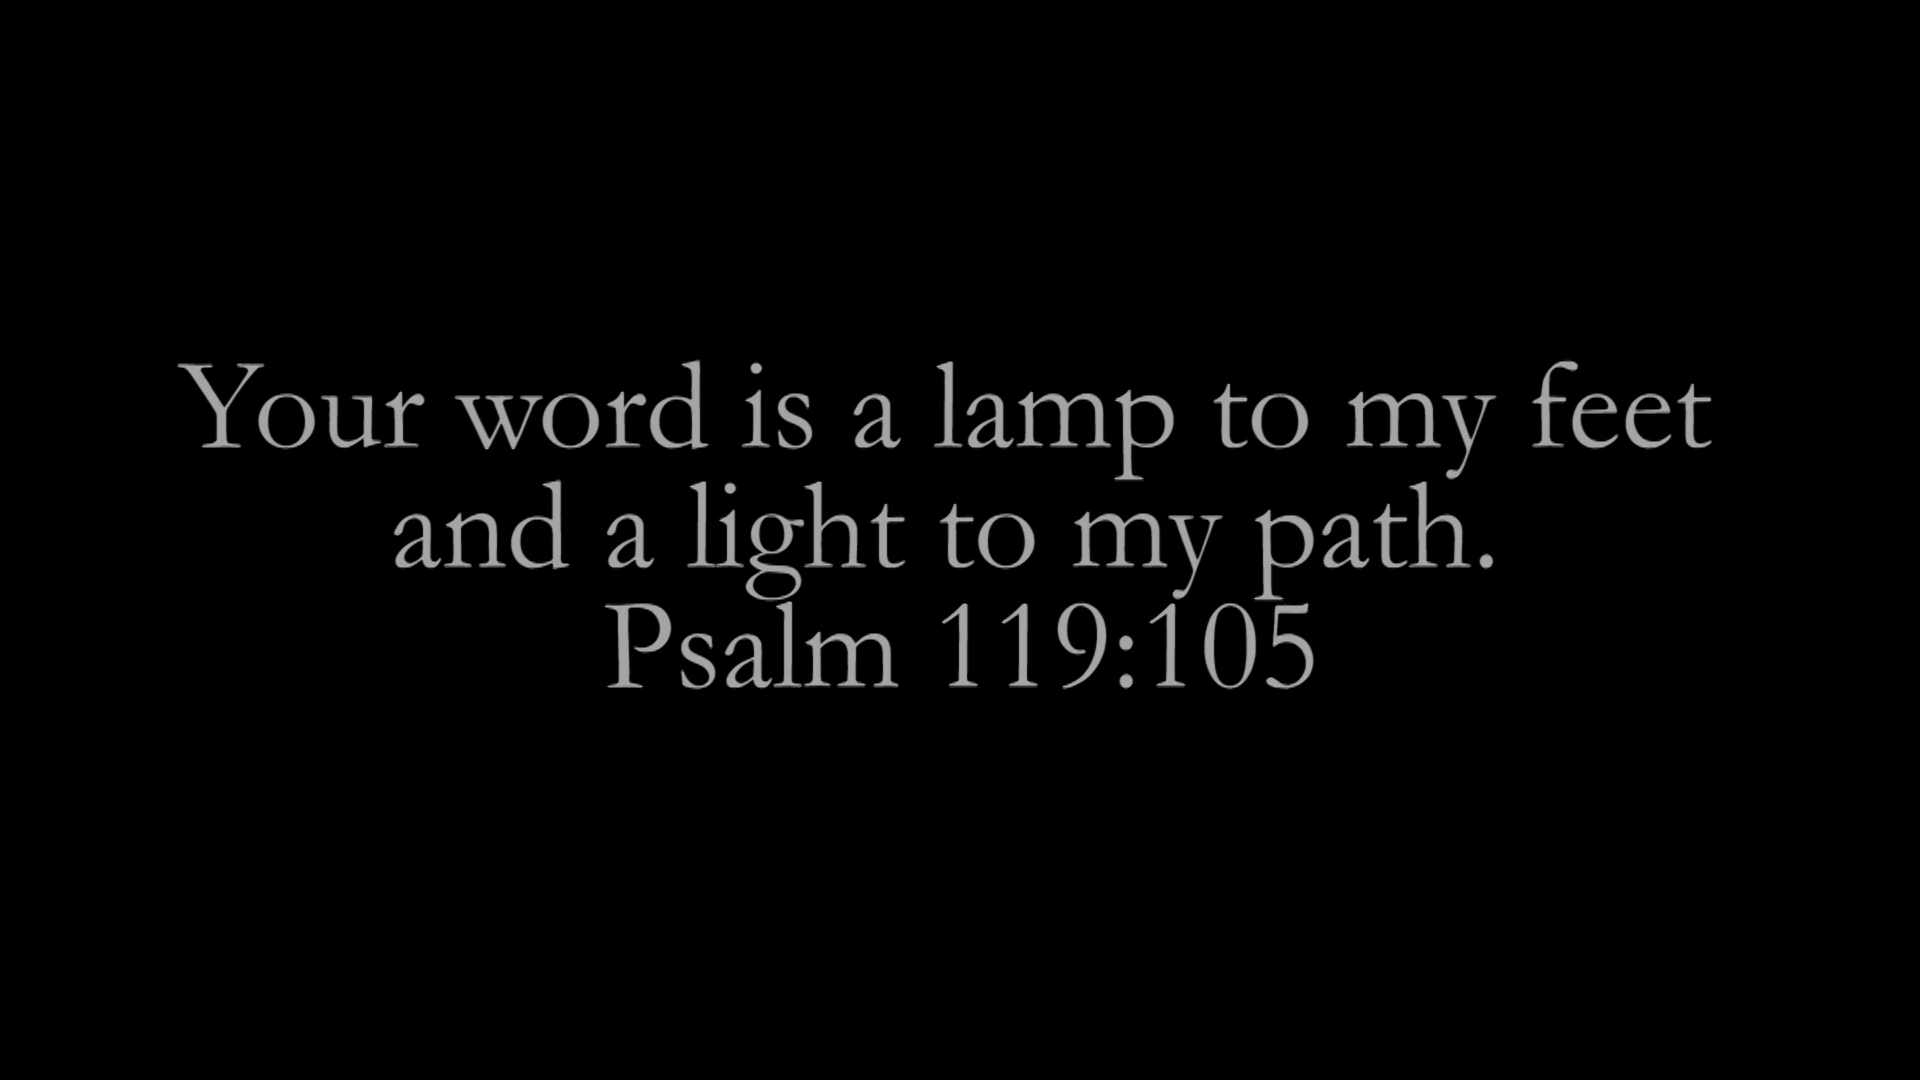 Your word is a lamp to my feet
and a light to my path.
Psalm 119:105